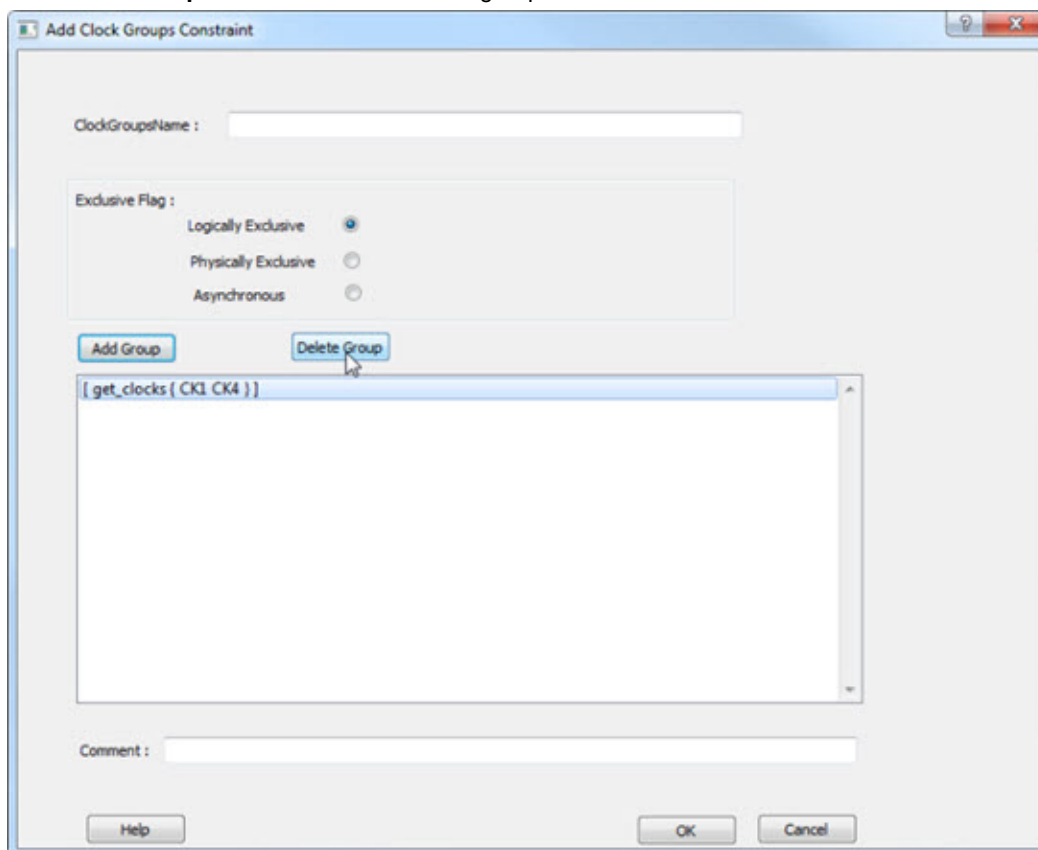 Add Clock Groups Constraint
ClockGroupsName :
Exclusive Flag :
Logically Exclusive
Physically Exclusive
Asynchronous
Add Group Delete Group
[ get_clocks { CK1 CK4 } ]
Comment :
Help OK Cancel